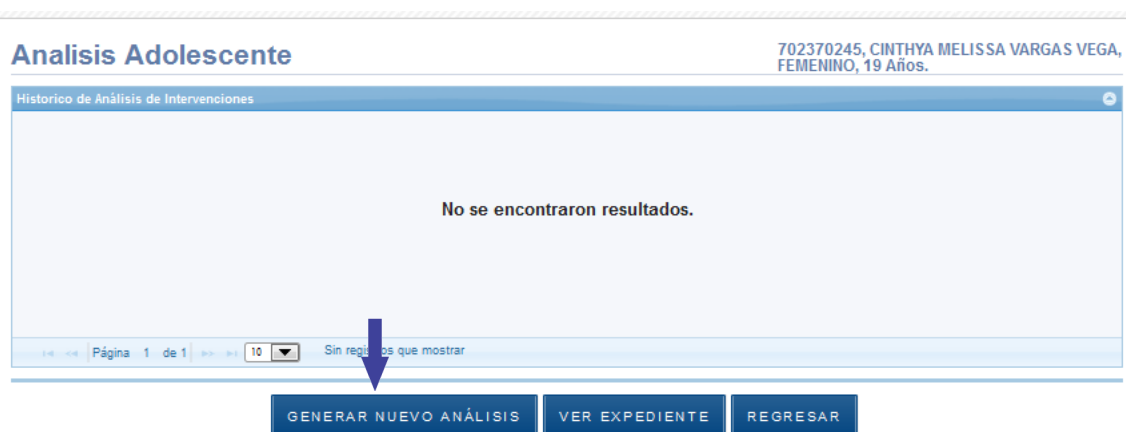 Analisis Adolescente
702370245, CINTHYA MELISSA VARGAS VEGA,
FEMENINO, 19 Años.
Historico de Análisis de Intervenciones
No se encontraron resultados.
Página 1 de 1 10 Sin registros que mostrar
GENERAR NUEVO ANÁLISIS VER EXPEDIENTE REGRESAR